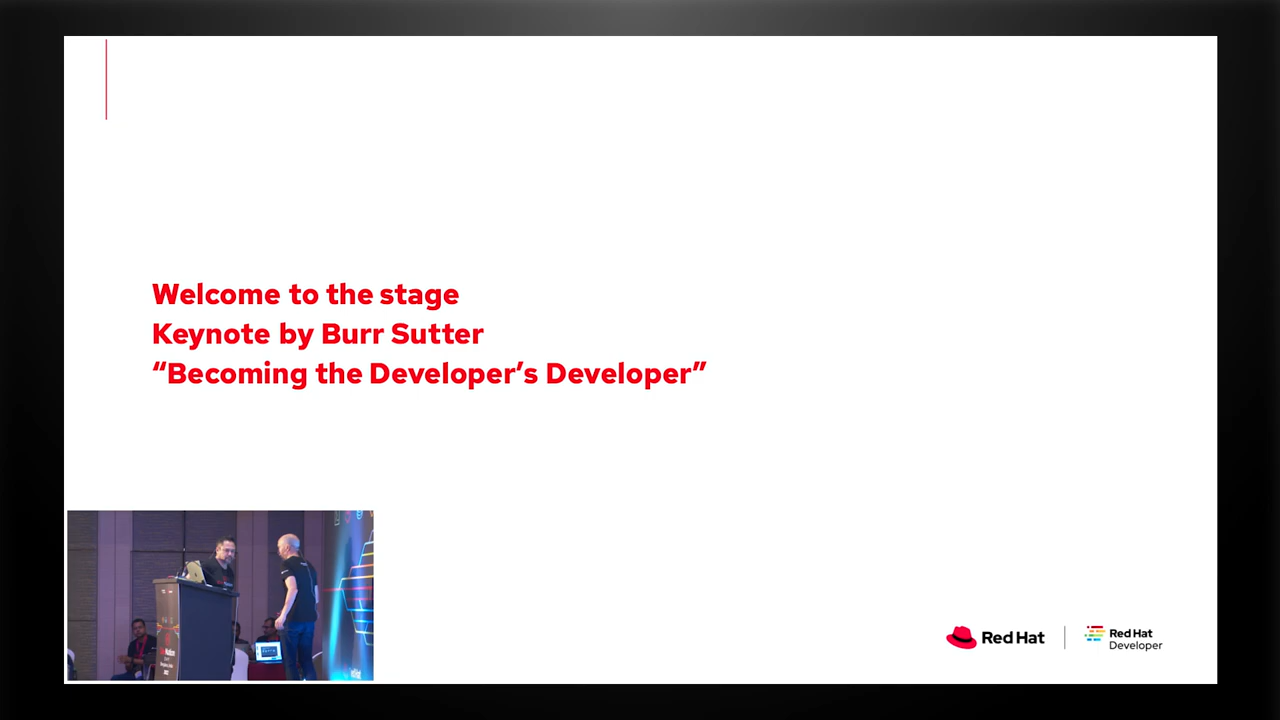 Welcome to the stage
Keynote by Burr Sutter
“Becoming the Developer’s Developer”
Red Hat
Red Hat
Developer